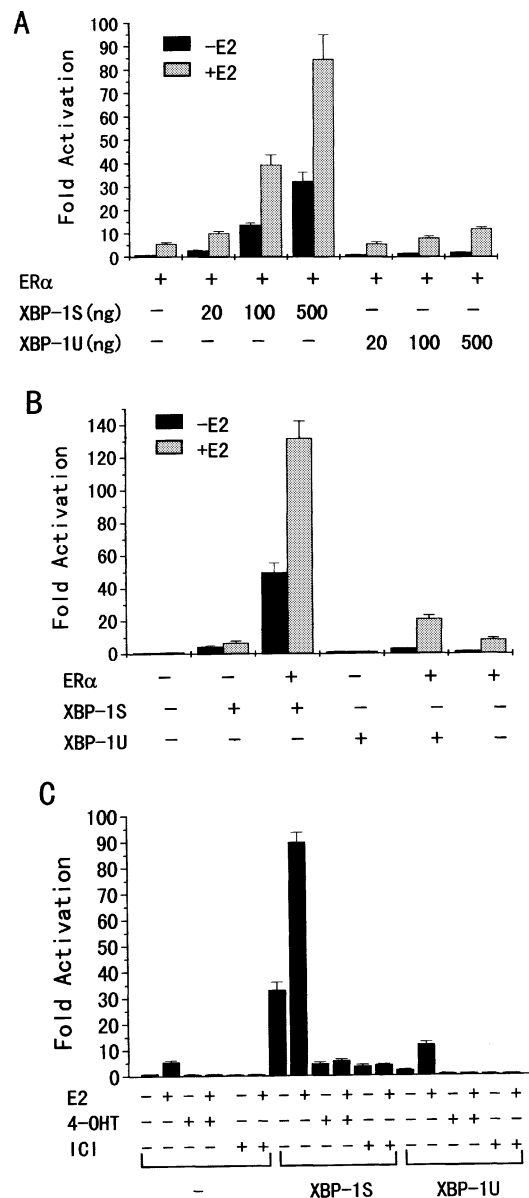 A
100
90
80
70
60
50
40
30
20
10
0
Fold Activation
-E2
+E2
ERα + + + + + + +
XBP-1S(ng) − 20 100 500 − − −
XBP-1U(ng) − − − − 20 100 500
B
140
120
100
80
60
40
20
0
Fold Activation
-E2
+E2
ERα − − + − + +
XBP-1S − + + − − −
XBP-1U − − − + + −
C
100
90
80
70
60
50
40
30
20
10
0
Fold Activation
E2 − + − + − + − + − + − + − + − + − +
4-OHT − − + + − − − − + + − − − − + + − −
ICI − − − − + + − − − − + + − − − − + +
− XBP-1S XBP-1U